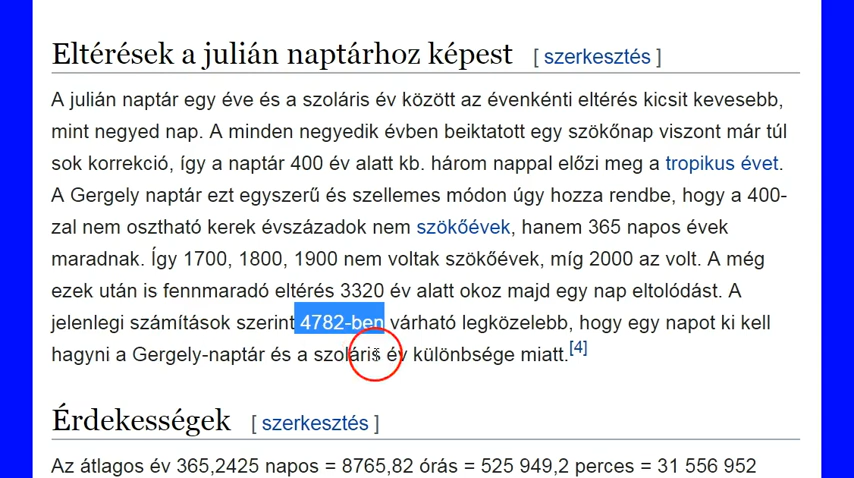 Eltérések a julián naptárhoz képest [ szerkesztés ]
A julián naptár egy éve és a szoláris év között az évenkénti eltérés kicsit kevesebb,
mint negyed nap. A minden negyedik évben beiktatott egy szökőnap viszont már túl
sok korrekció, így a naptár 400 év alatt kb. három nappal előzi meg a tropikus évet.
A Gergely naptár ezt egyszerű és szellemes módon úgy hozza rendbe, hogy a 400-
zal nem osztható kerek évszázadok nem szökőévek, hanem 365 napos évek
maradnak. Így 1700, 1800, 1900 nem voltak szökőévek, míg 2000 az volt. A még
ezek után is fennmaradó eltérés 3320 év alatt okoz majd egy nap eltolódást. A
jelenlegi számítások szerint 4782-ben várható legközelebb, hogy egy napot ki kell
hagyni a Gergely-naptár és a szoláris év különbsége miatt.[4]
Érdekességek [ szerkesztés ]
Az átlagos év 365,2425 napos = 8765,82 órás = 525 949,2 perces = 31 556 952